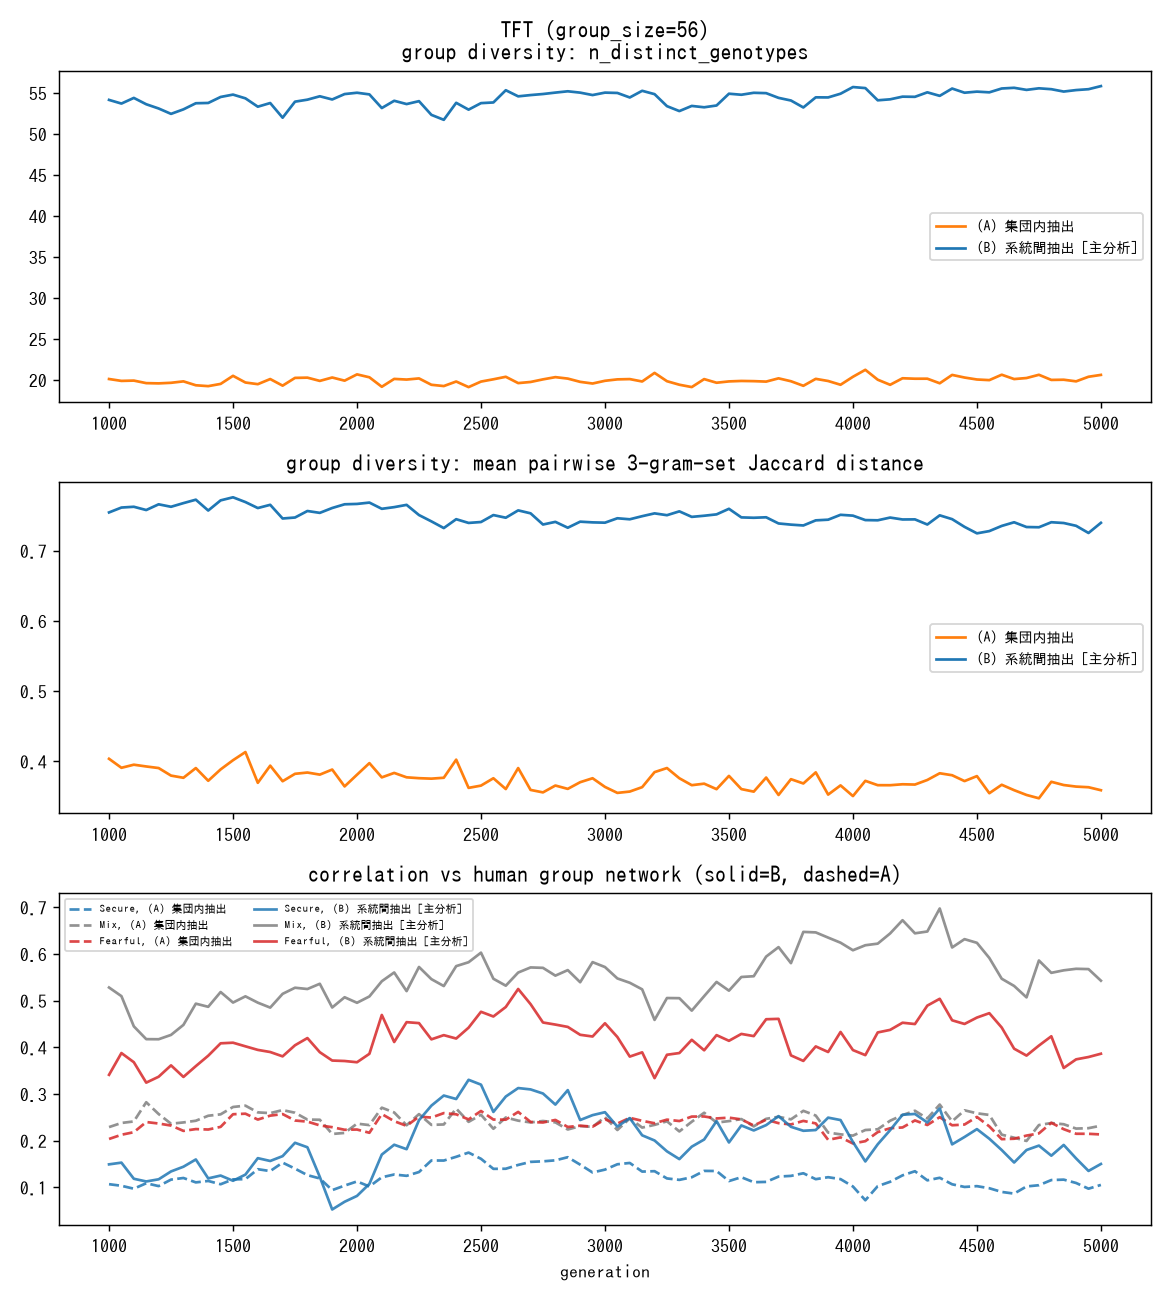 TFT (group_size=56)
group diversity: n_distinct_genotypes
55
50
45
40
35
30
25
20
(A) 集団内抽出
(B) 系統間抽出 [主分析]
1000 1500 2000 2500 3000 3500 4000 4500 5000
group diversity: mean pairwise 3-gram-set Jaccard distance
0.7
0.6
0.5
0.4
(A) 集団内抽出
(B) 系統間抽出 [主分析]
1000 1500 2000 2500 3000 3500 4000 4500 5000
correlation vs human group network (solid=B, dashed=A)
0.7
0.6
0.5
0.4
0.3
0.2
0.1
Secure, (A) 集団内抽出
Mix, (A) 集団内抽出
Fearful, (A) 集団内抽出
Secure, (B) 系統間抽出 [主分析]
Mix, (B) 系統間抽出 [主分析]
Fearful, (B) 系統間抽出 [主分析]
1000 1500 2000 2500 3000 3500 4000 4500 5000
generation